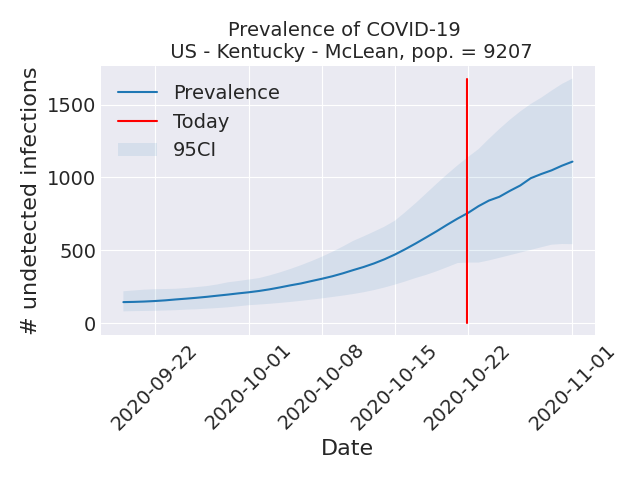 Prevalence of COVID-19
US - Kentucky - McLean, pop. = 9207
# undetected infections
1500
1000
500
0
Prevalence
Today
95CI
2020-09-22
2020-10-01
2020-10-08
2020-10-15
2020-10-22
2020-11-01
Date